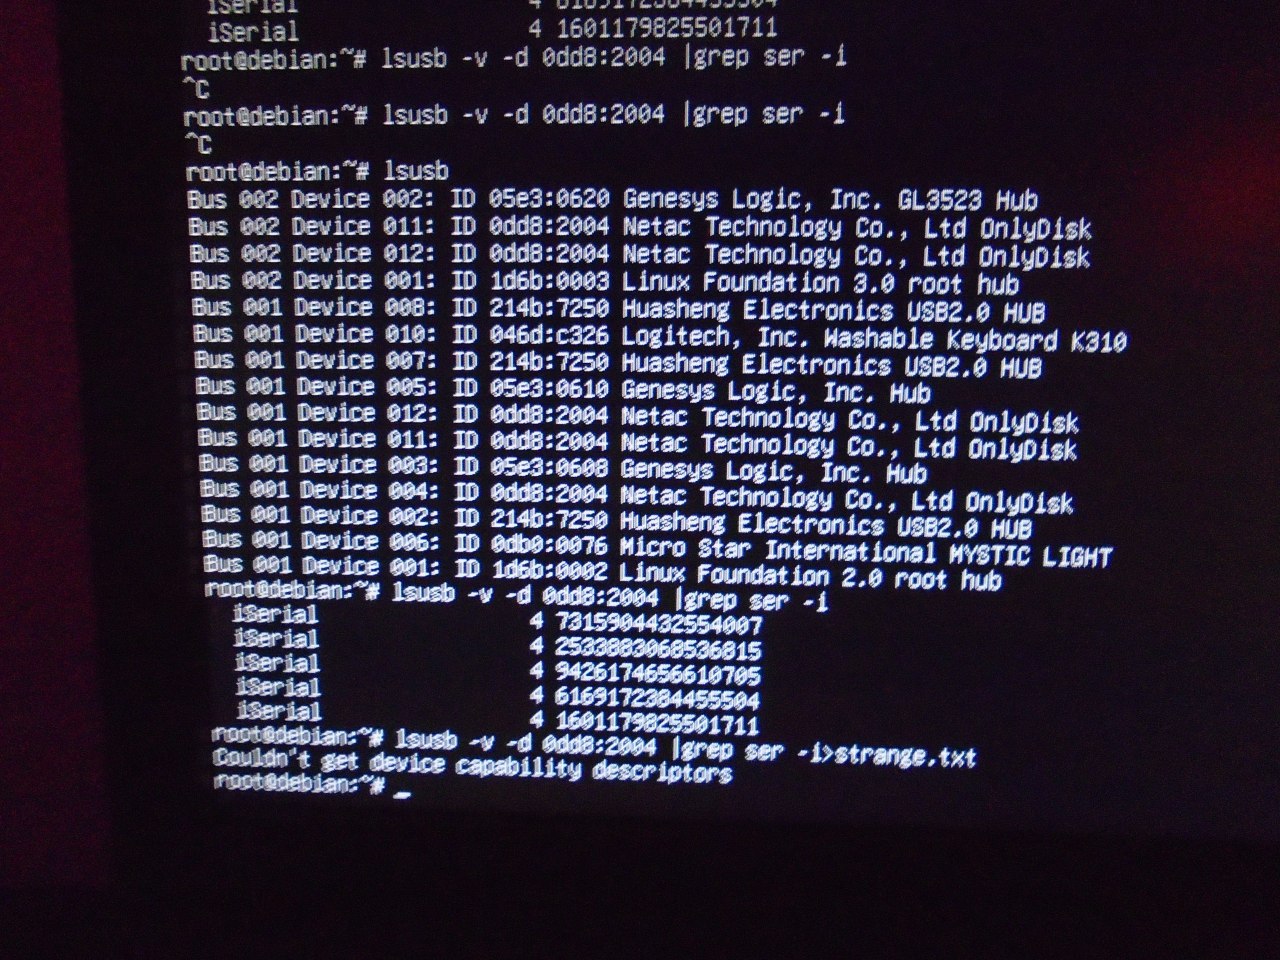 iSerial 4 6169172384455504
iSerial 4 1601179825501711
root@debian:~# lsusb -v -d 0dd8:2004 |grep ser -i
^C
root@debian:~# lsusb -v -d 0dd8:2004 |grep ser -i
^C
root@debian:~# lsusb
Bus 002 Device 002: ID 05e3:0620 Genesys Logic, Inc. GL3523 Hub
Bus 002 Device 011: ID 0dd8:2004 Netac Technology Co., Ltd OnlyDisk
Bus 002 Device 012: ID 0dd8:2004 Netac Technology Co., Ltd OnlyDisk
Bus 002 Device 001: ID 1d6b:0003 Linux Foundation 3.0 root hub
Bus 001 Device 008: ID 214b:7250 Huasheng Electronics USB2.0 HUB
Bus 001 Device 010: ID 046d:c326 Logitech, Inc. Washable Keyboard K310
Bus 001 Device 007: ID 214b:7250 Huasheng Electronics USB2.0 HUB
Bus 001 Device 005: ID 05e3:0610 Genesys Logic, Inc. Hub
Bus 001 Device 012: ID 0dd8:2004 Netac Technology Co., Ltd OnlyDisk
Bus 001 Device 011: ID 0dd8:2004 Netac Technology Co., Ltd OnlyDisk
Bus 001 Device 003: ID 05e3:0608 Genesys Logic, Inc. Hub
Bus 001 Device 004: ID 0dd8:2004 Netac Technology Co., Ltd OnlyDisk
Bus 001 Device 002: ID 214b:7250 Huasheng Electronics USB2.0 HUB
Bus 001 Device 006: ID 0db0:0076 Micro Star International MYSTIC LIGHT
Bus 001 Device 001: ID 1d6b:0002 Linux Foundation 2.0 root hub
root@debian:~# lsusb -v -d 0dd8:2004 |grep ser -i
iSerial 4 7315904432554007
iSerial 4 2533883068536815
iSerial 4 9426174656610705
iSerial 4 6169172384455504
iSerial 4 1601179825501711
root@debian:~# lsusb -v -d 0dd8:2004 |grep ser -i>strange.txt
Couldn't get device capability descriptors
root@debian:~# _